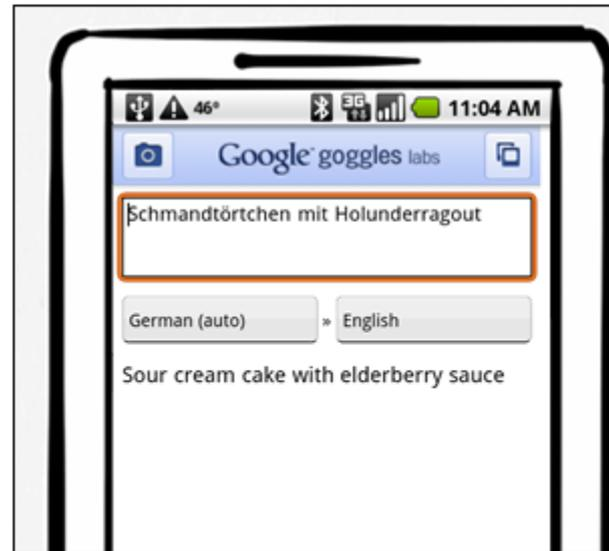 46°
3G
11:04 AM
Google goggles labs
Schmandtörtchen mit Holunderragout
German (auto) » English
Sour cream cake with elderberry sauce